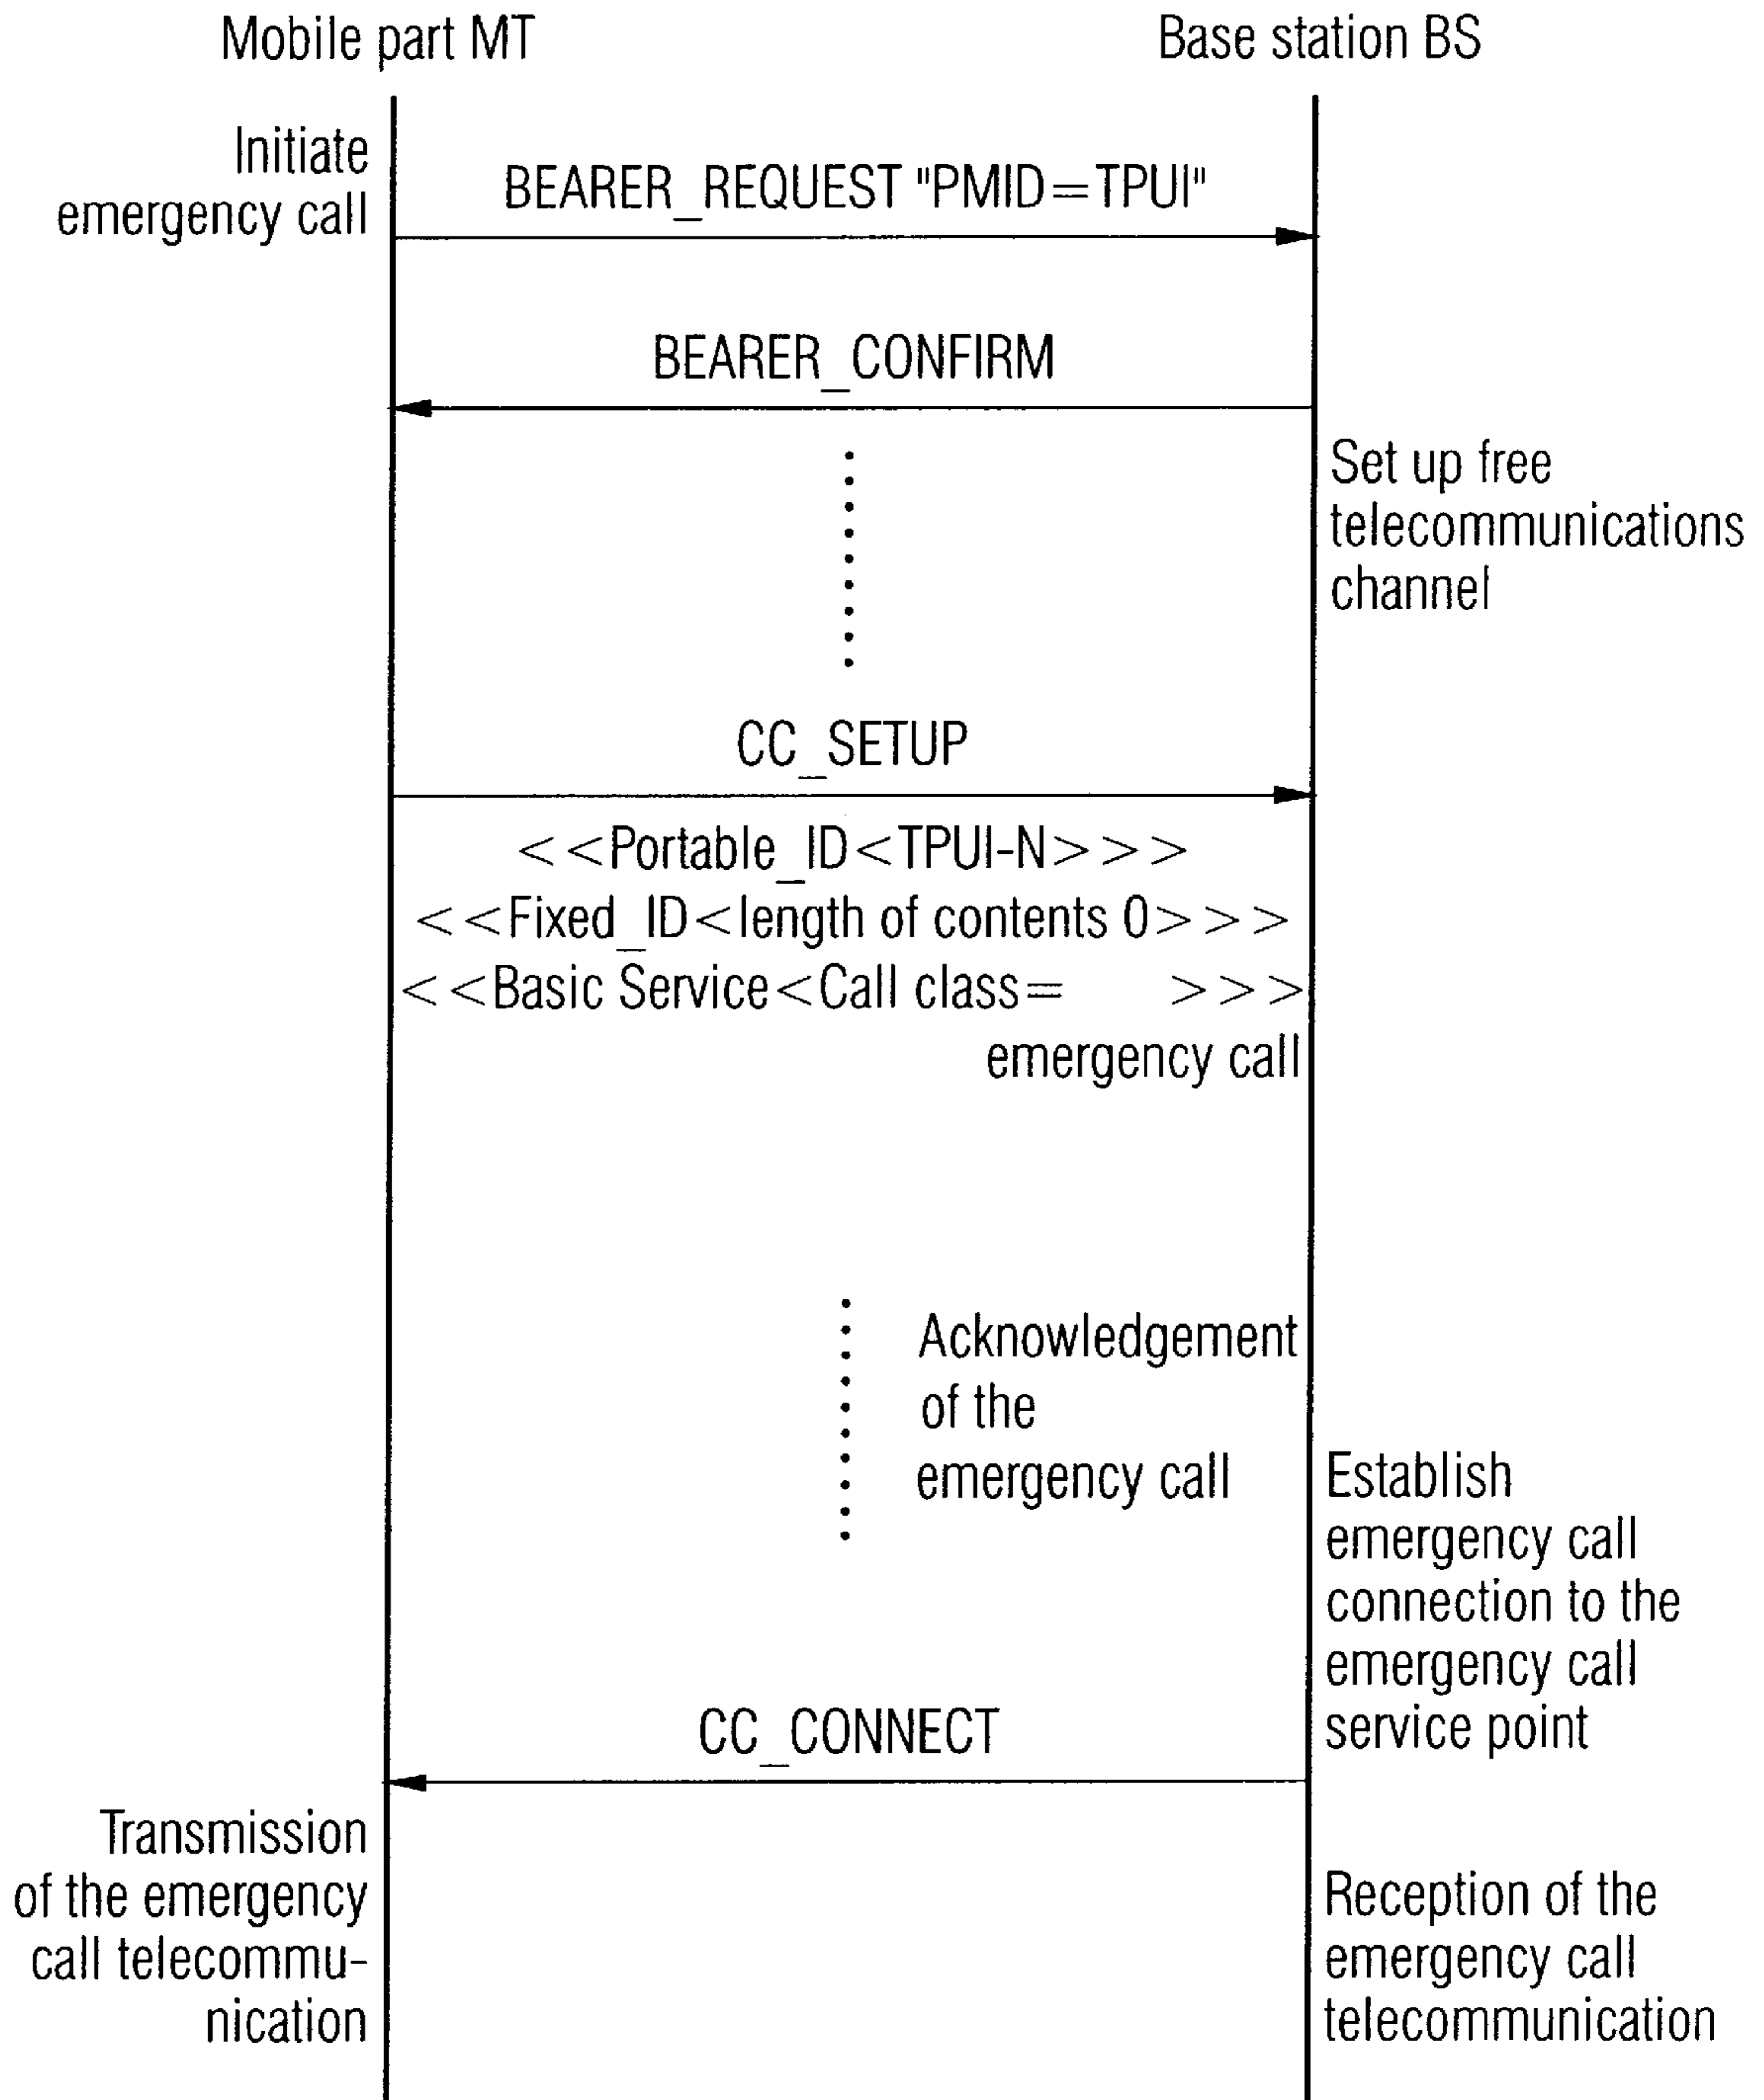 Mobile part MT
Base station BS
Initiate
emergency call
BEARER_REQUEST "PMID=TPUI"
BEARER_CONFIRM
Set up free
telecommunications
channel
CC_SETUP
<<Portable_ID<TPUI-N>>>
<<Fixed_ID<length of contents 0>>>
<<Basic Service<Call class= >>>
emergency call
Acknowledgement
of the
emergency call
Establish
emergency call
connection to the
emergency call
service point
CC_CONNECT
Transmission
of the emergency
call telecommu-
nication
Reception of the
emergency call
telecommunication